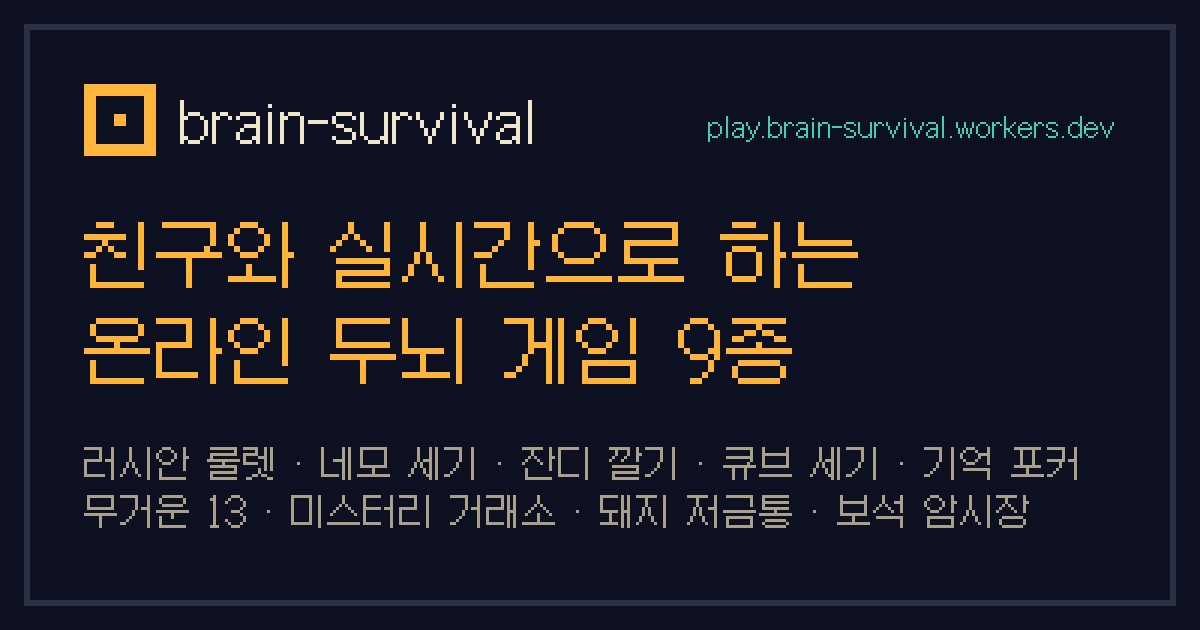 brain-survival
play.brain-survival.workers.dev
친구와 실시간으로 하는
온라인 두뇌 게임 9종
러시안 룰렛 · 네모 세기 · 잔디 깔기 · 큐브 세기 · 기억 포커
무거운 13 · 미스터리 거래소 · 돼지 저금통 · 보석 암시장